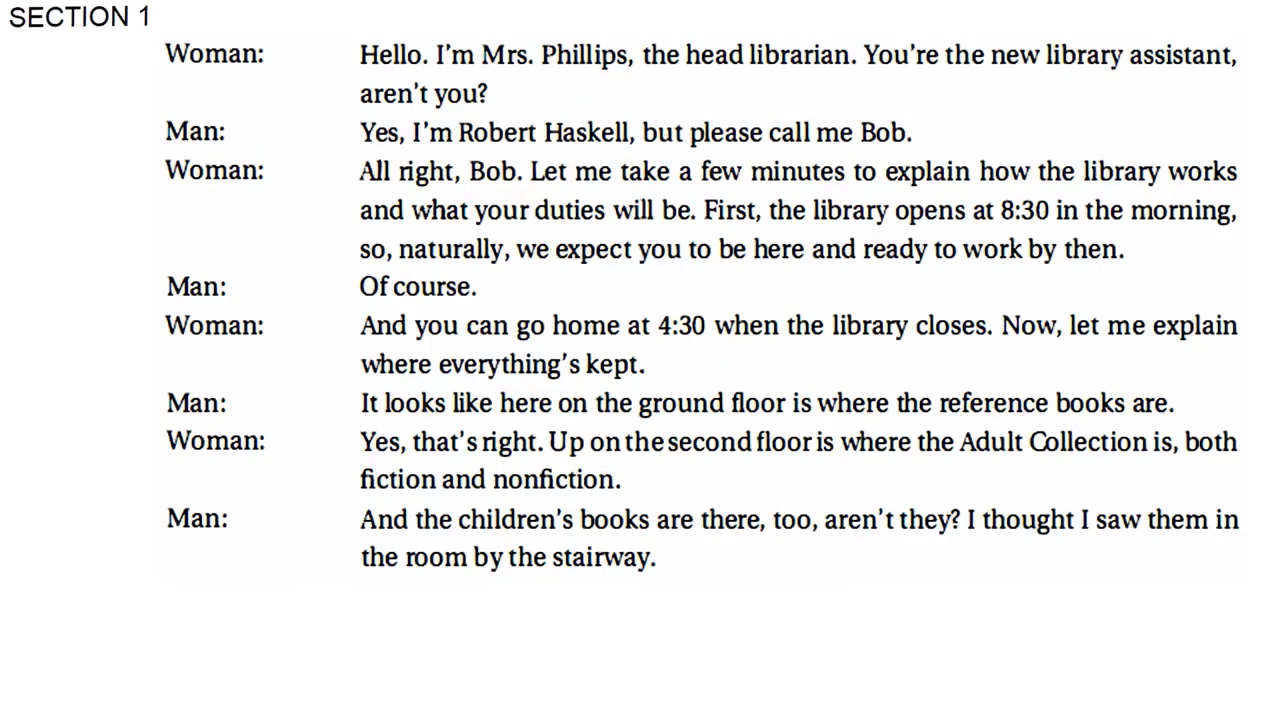 SECTION 1
Woman: Hello. I'm Mrs. Phillips, the head librarian. You're the new library assistant,
aren't you?
Man: Yes, I'm Robert Haskell, but please call me Bob.
Woman: All right, Bob. Let me take a few minutes to explain how the library works
and what your duties will be. First, the library opens at 8:30 in the morning,
so, naturally, we expect you to be here and ready to work by then.
Man: Of course.
Woman: And you can go home at 4:30 when the library closes. Now, let me explain
where everything's kept.
Man: It looks like here on the ground floor is where the reference books are.
Woman: Yes, that's right. Up on the second floor is where the Adult Collection is, both
fiction and nonfiction.
Man: And the children's books are there, too, aren't they? I thought I saw them in
the room by the stairway.